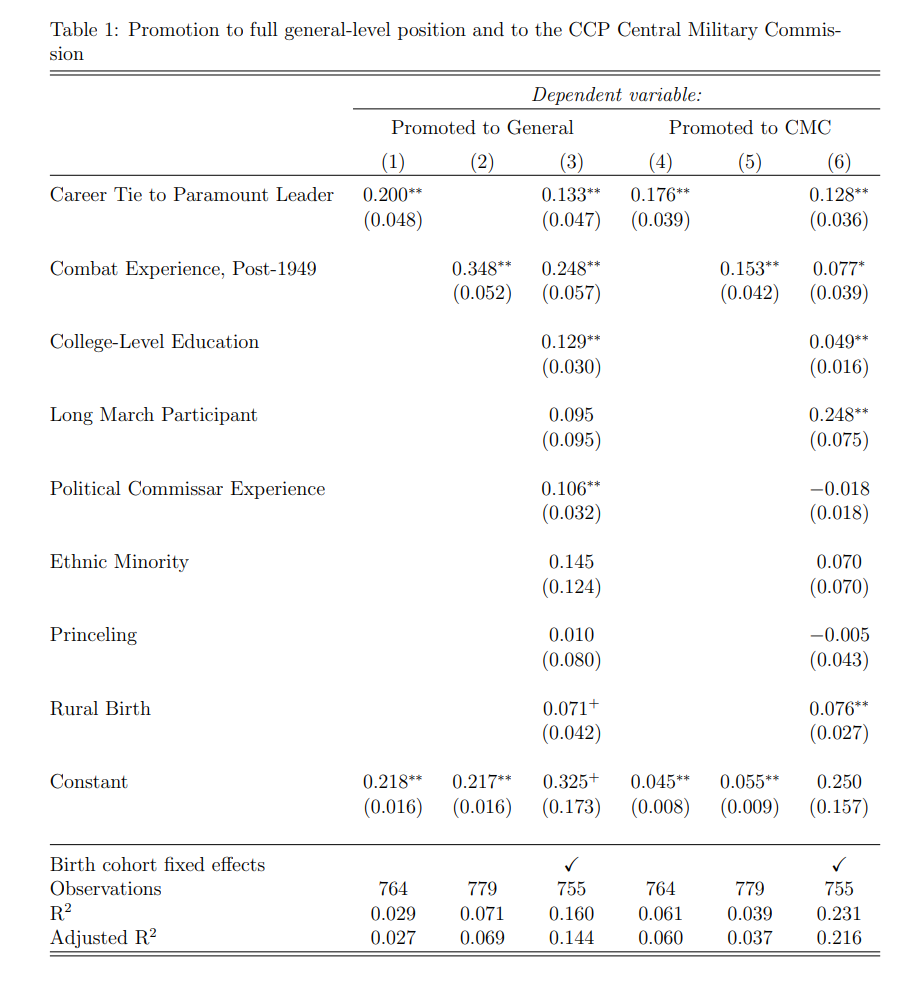 Table 1: Promotion to full general-level position and to the CCP Central Military Commis-
sion
Dependent variable:
Promoted to General Promoted to CMC
(1) (2) (3) (4) (5) (6)
Career Tie to Paramount Leader 0.200** 0.133** 0.176** 0.128**
(0.048) (0.047) (0.039) (0.036)
Combat Experience, Post-1949 0.348** 0.248** 0.153** 0.077*
(0.052) (0.057) (0.042) (0.039)
College-Level Education 0.129** 0.049**
(0.030) (0.016)
Long March Participant 0.095 0.248**
(0.095) (0.075)
Political Commissar Experience 0.106** −0.018
(0.032) (0.018)
Ethnic Minority 0.145 0.070
(0.124) (0.070)
Princeling 0.010 −0.005
(0.080) (0.043)
Rural Birth 0.071+ 0.076**
(0.042) (0.027)
Constant 0.218** 0.217** 0.325+ 0.045** 0.055** 0.250
(0.016) (0.016) (0.173) (0.008) (0.009) (0.157)
Birth cohort fixed effects ✓ ✓
Observations 764 779 755 764 779 755
R² 0.029 0.071 0.160 0.061 0.039 0.231
Adjusted R² 0.027 0.069 0.144 0.060 0.037 0.216